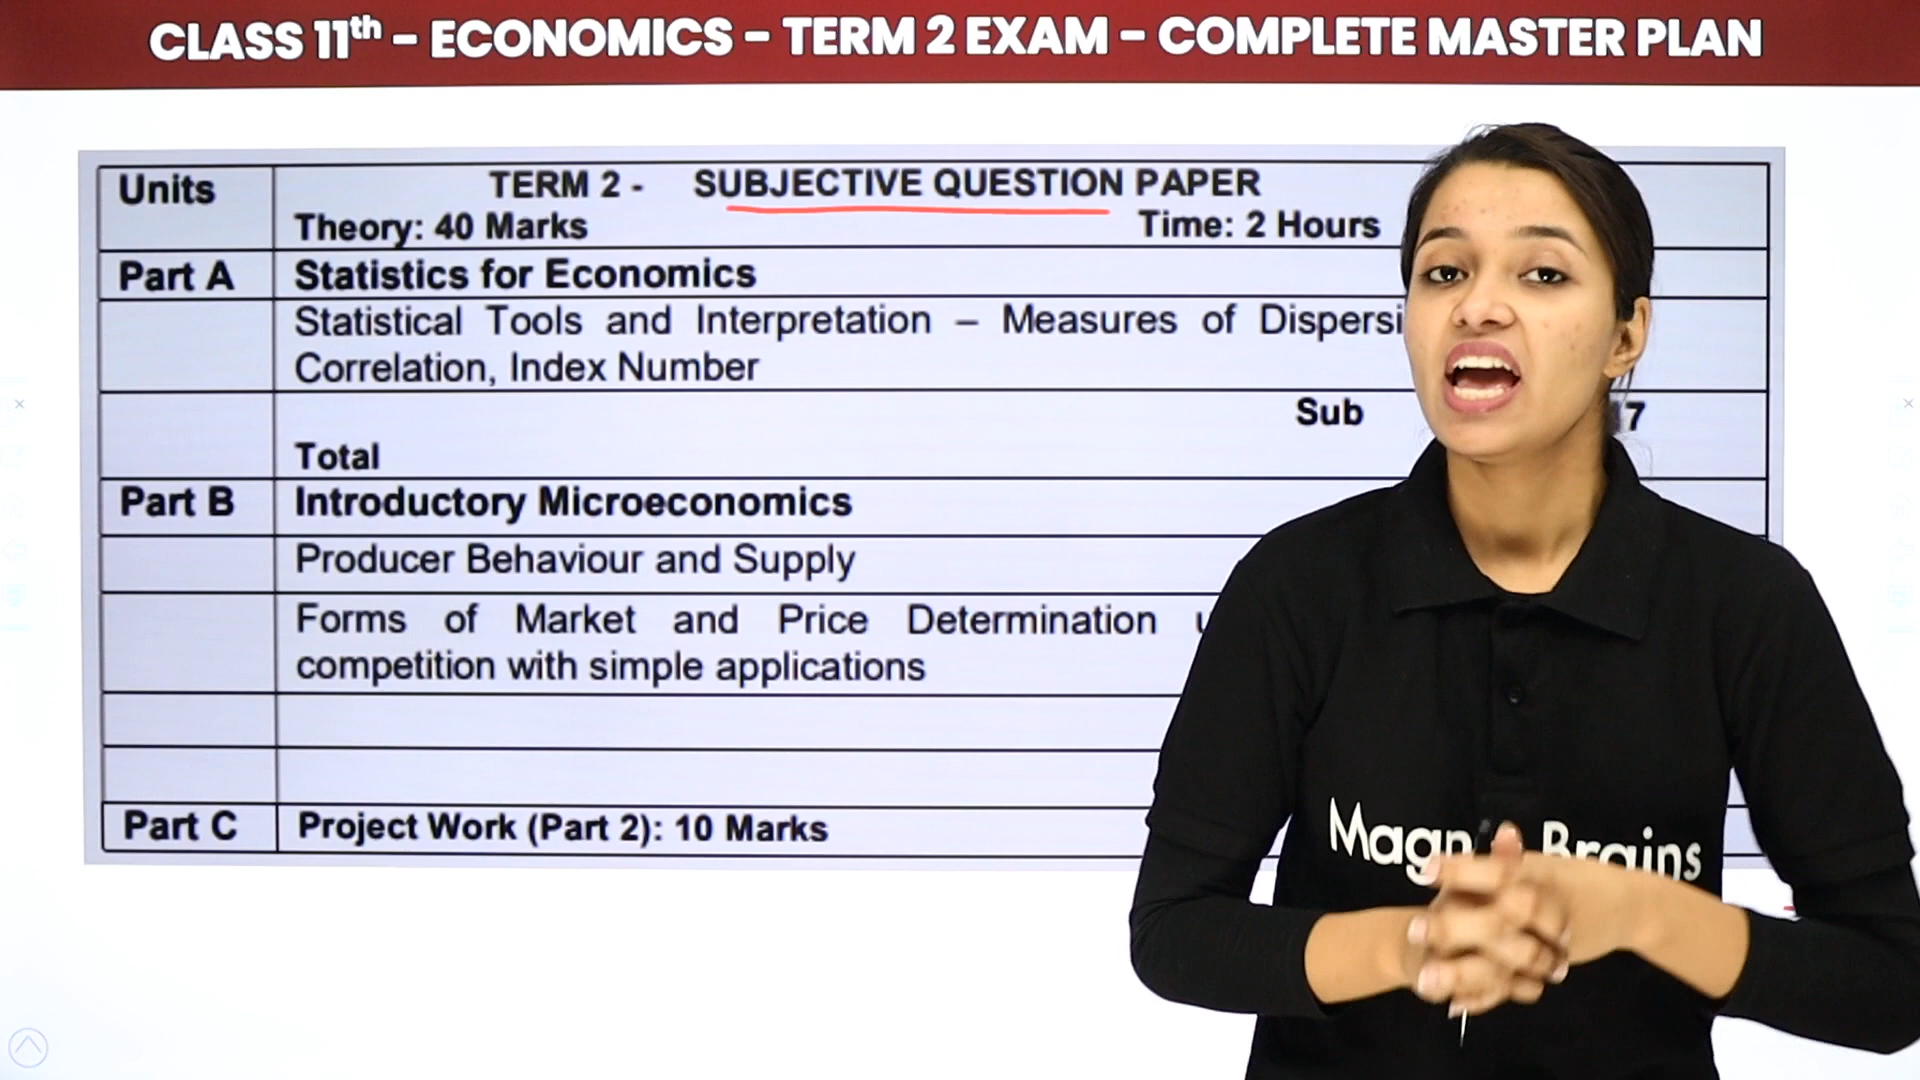 CLASS 11th - ECONOMICS - TERM 2 EXAM - COMPLETE MASTER PLAN
Units
TERM 2 - SUBJECTIVE QUESTION PAPER
Theory: 40 Marks Time: 2 Hours
Part A Statistics for Economics
Statistical Tools and Interpretation – Measures of Dispersi
Correlation, Index Number
Sub 7
Total
Part B Introductory Microeconomics
Producer Behaviour and Supply
Forms of Market and Price Determination
competition with simple applications
Part C Project Work (Part 2): 10 Marks
Magn Brains